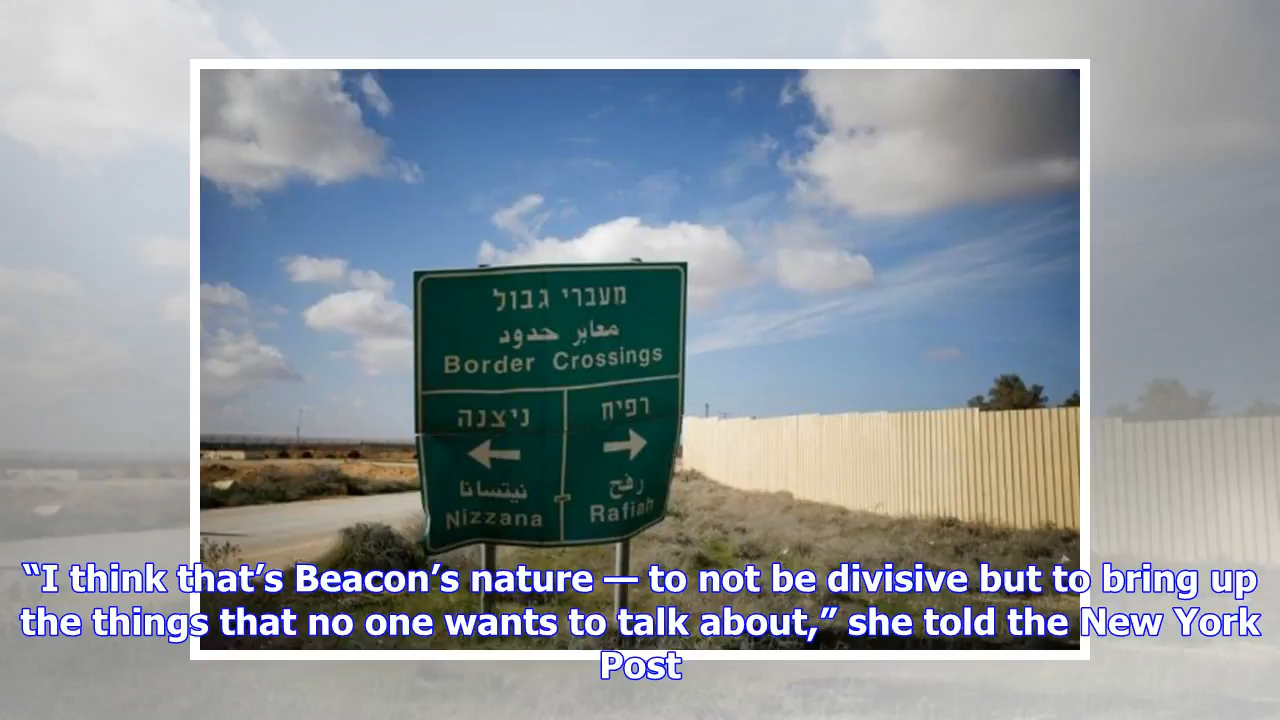 מעברי גבול
معابر حدود
Border Crossings
ניצנה
רפיח
نيتسانا
رفح
Nizzana
Rafiah
“I think that’s Beacon’s nature — to not be divisive but to bring up
the things that no one wants to talk about,” she told the New York
Post